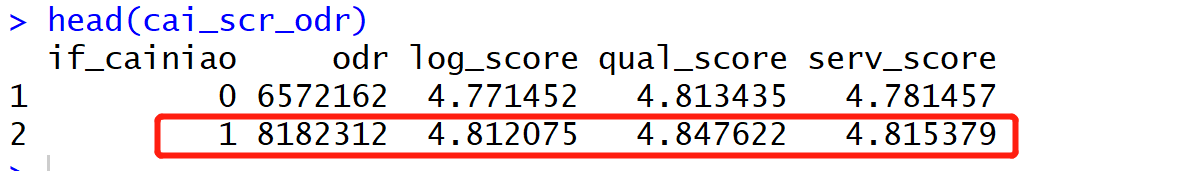 > head(cai_scr_odr)
if_cainiao odr log_score qual_score serv_score
1 0 6572162 4.771452 4.813435 4.781457
2 1 8182312 4.812075 4.847622 4.815379
>